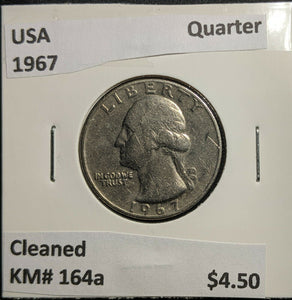 USA
Quarter
1967
LIBERTY
IN GOD WE
TRUST
1967
Cleaned
KM# 164a
$4.50